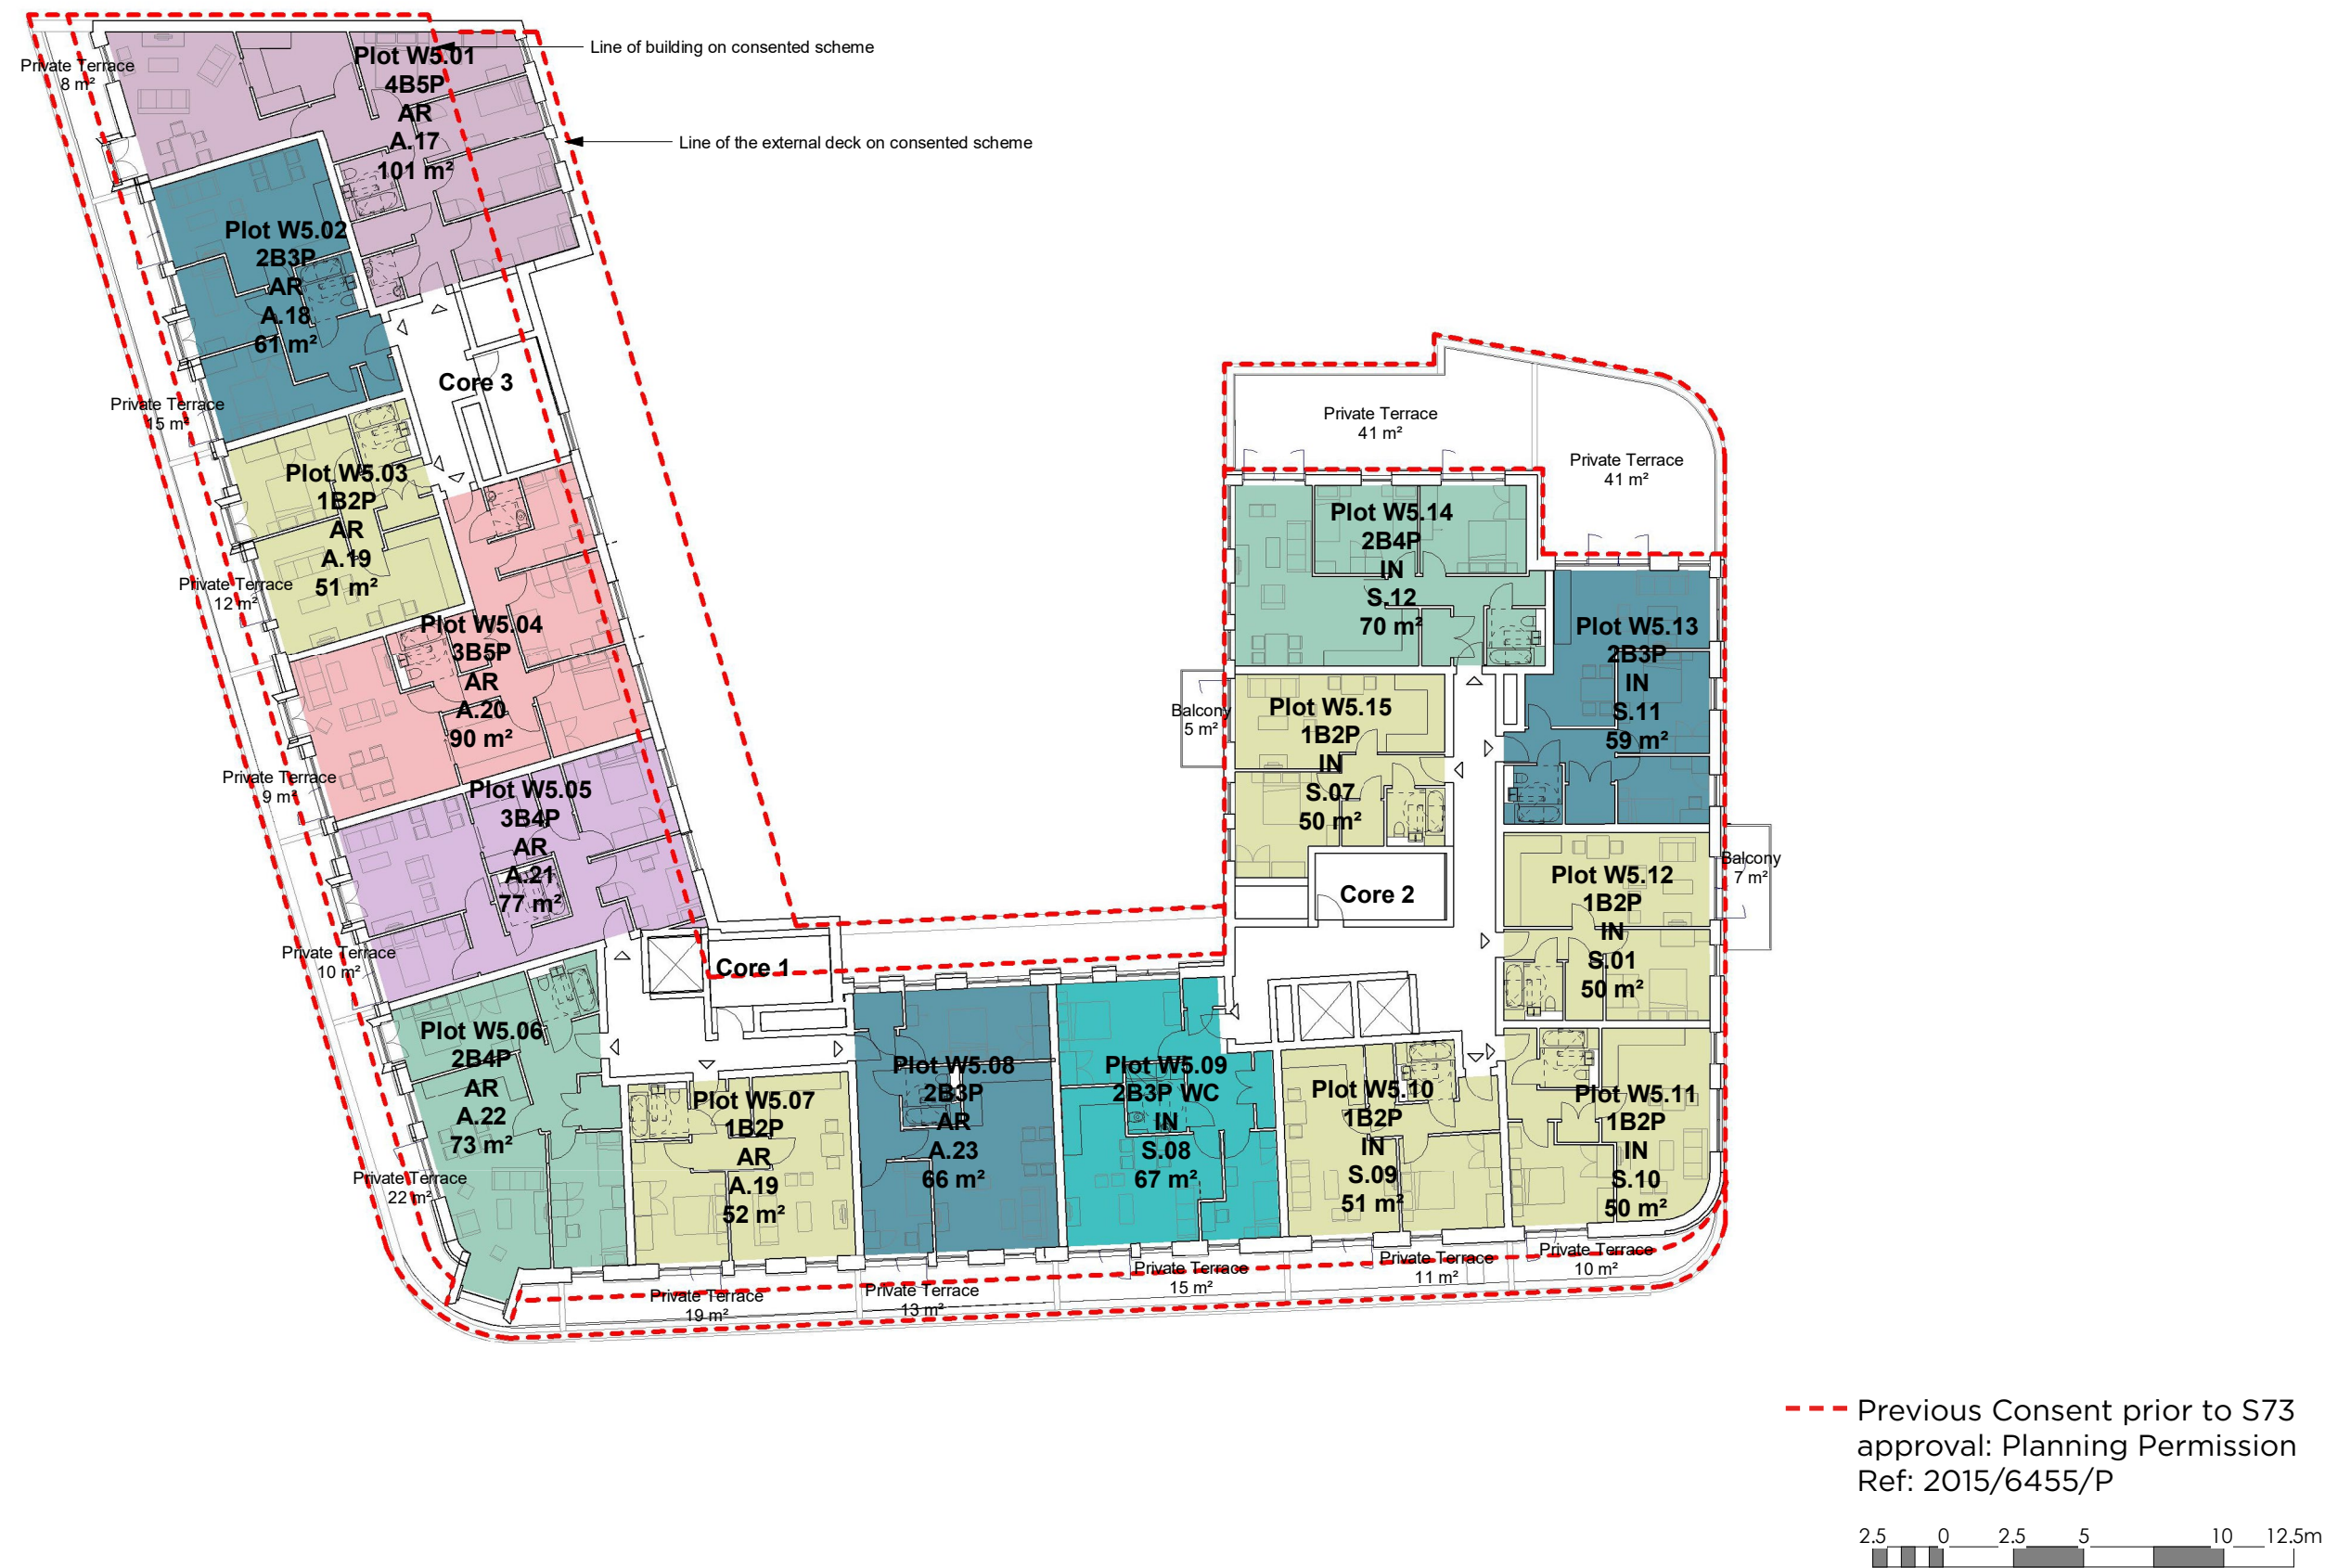 Line of building on consented scheme
Line of the external deck on consented scheme
Private Terrace
8 m²
Plot W5.01
4B5P
AR
A.17
101 m²
Plot W5.02
2B3P
AR
A.18
61 m²
Core 3
Private Terrace
15 m²
Plot W5.03
1B2P
AR
A.19
51 m²
Private Terrace
12 m²
Plot W5.04
3B5P
AR
A.20
90 m²
Private Terrace
9 m²
Plot W5.05
3B4P
AR
A.21
77 m²
Private Terrace
10 m²
Core 1
Plot W5.06
2B4P
AR
A.22
73 m²
Private Terrace
22 m²
Plot W5.07
1B2P
AR
A.19
52 m²
Private Terrace
19 m²
Plot W5.08
2B3P
AR
A.23
66 m²
Private Terrace
13 m²
Plot W5.09
2B3P WC
IN
S.08
67 m²
Private Terrace
15 m²
Plot W5.10
1B2P
IN
S.09
51 m²
Private Terrace
11 m²
Plot W5.11
1B2P
IN
S.10
50 m²
Private Terrace
10 m²
Plot W5.12
1B2P
IN
S.01
50 m²
Balcony
7 m²
Core 2
Plot W5.13
2B3P
IN
S.11
59 m²
Private Terrace
41 m²
Plot W5.14
2B4P
IN
S.12
70 m²
Private Terrace
41 m²
Plot W5.15
1B2P
IN
S.07
50 m²
Balcony
5 m²
Previous Consent prior to S73
approval: Planning Permission
Ref: 2015/6455/P
2.5 0 2.5 5 10 12.5m